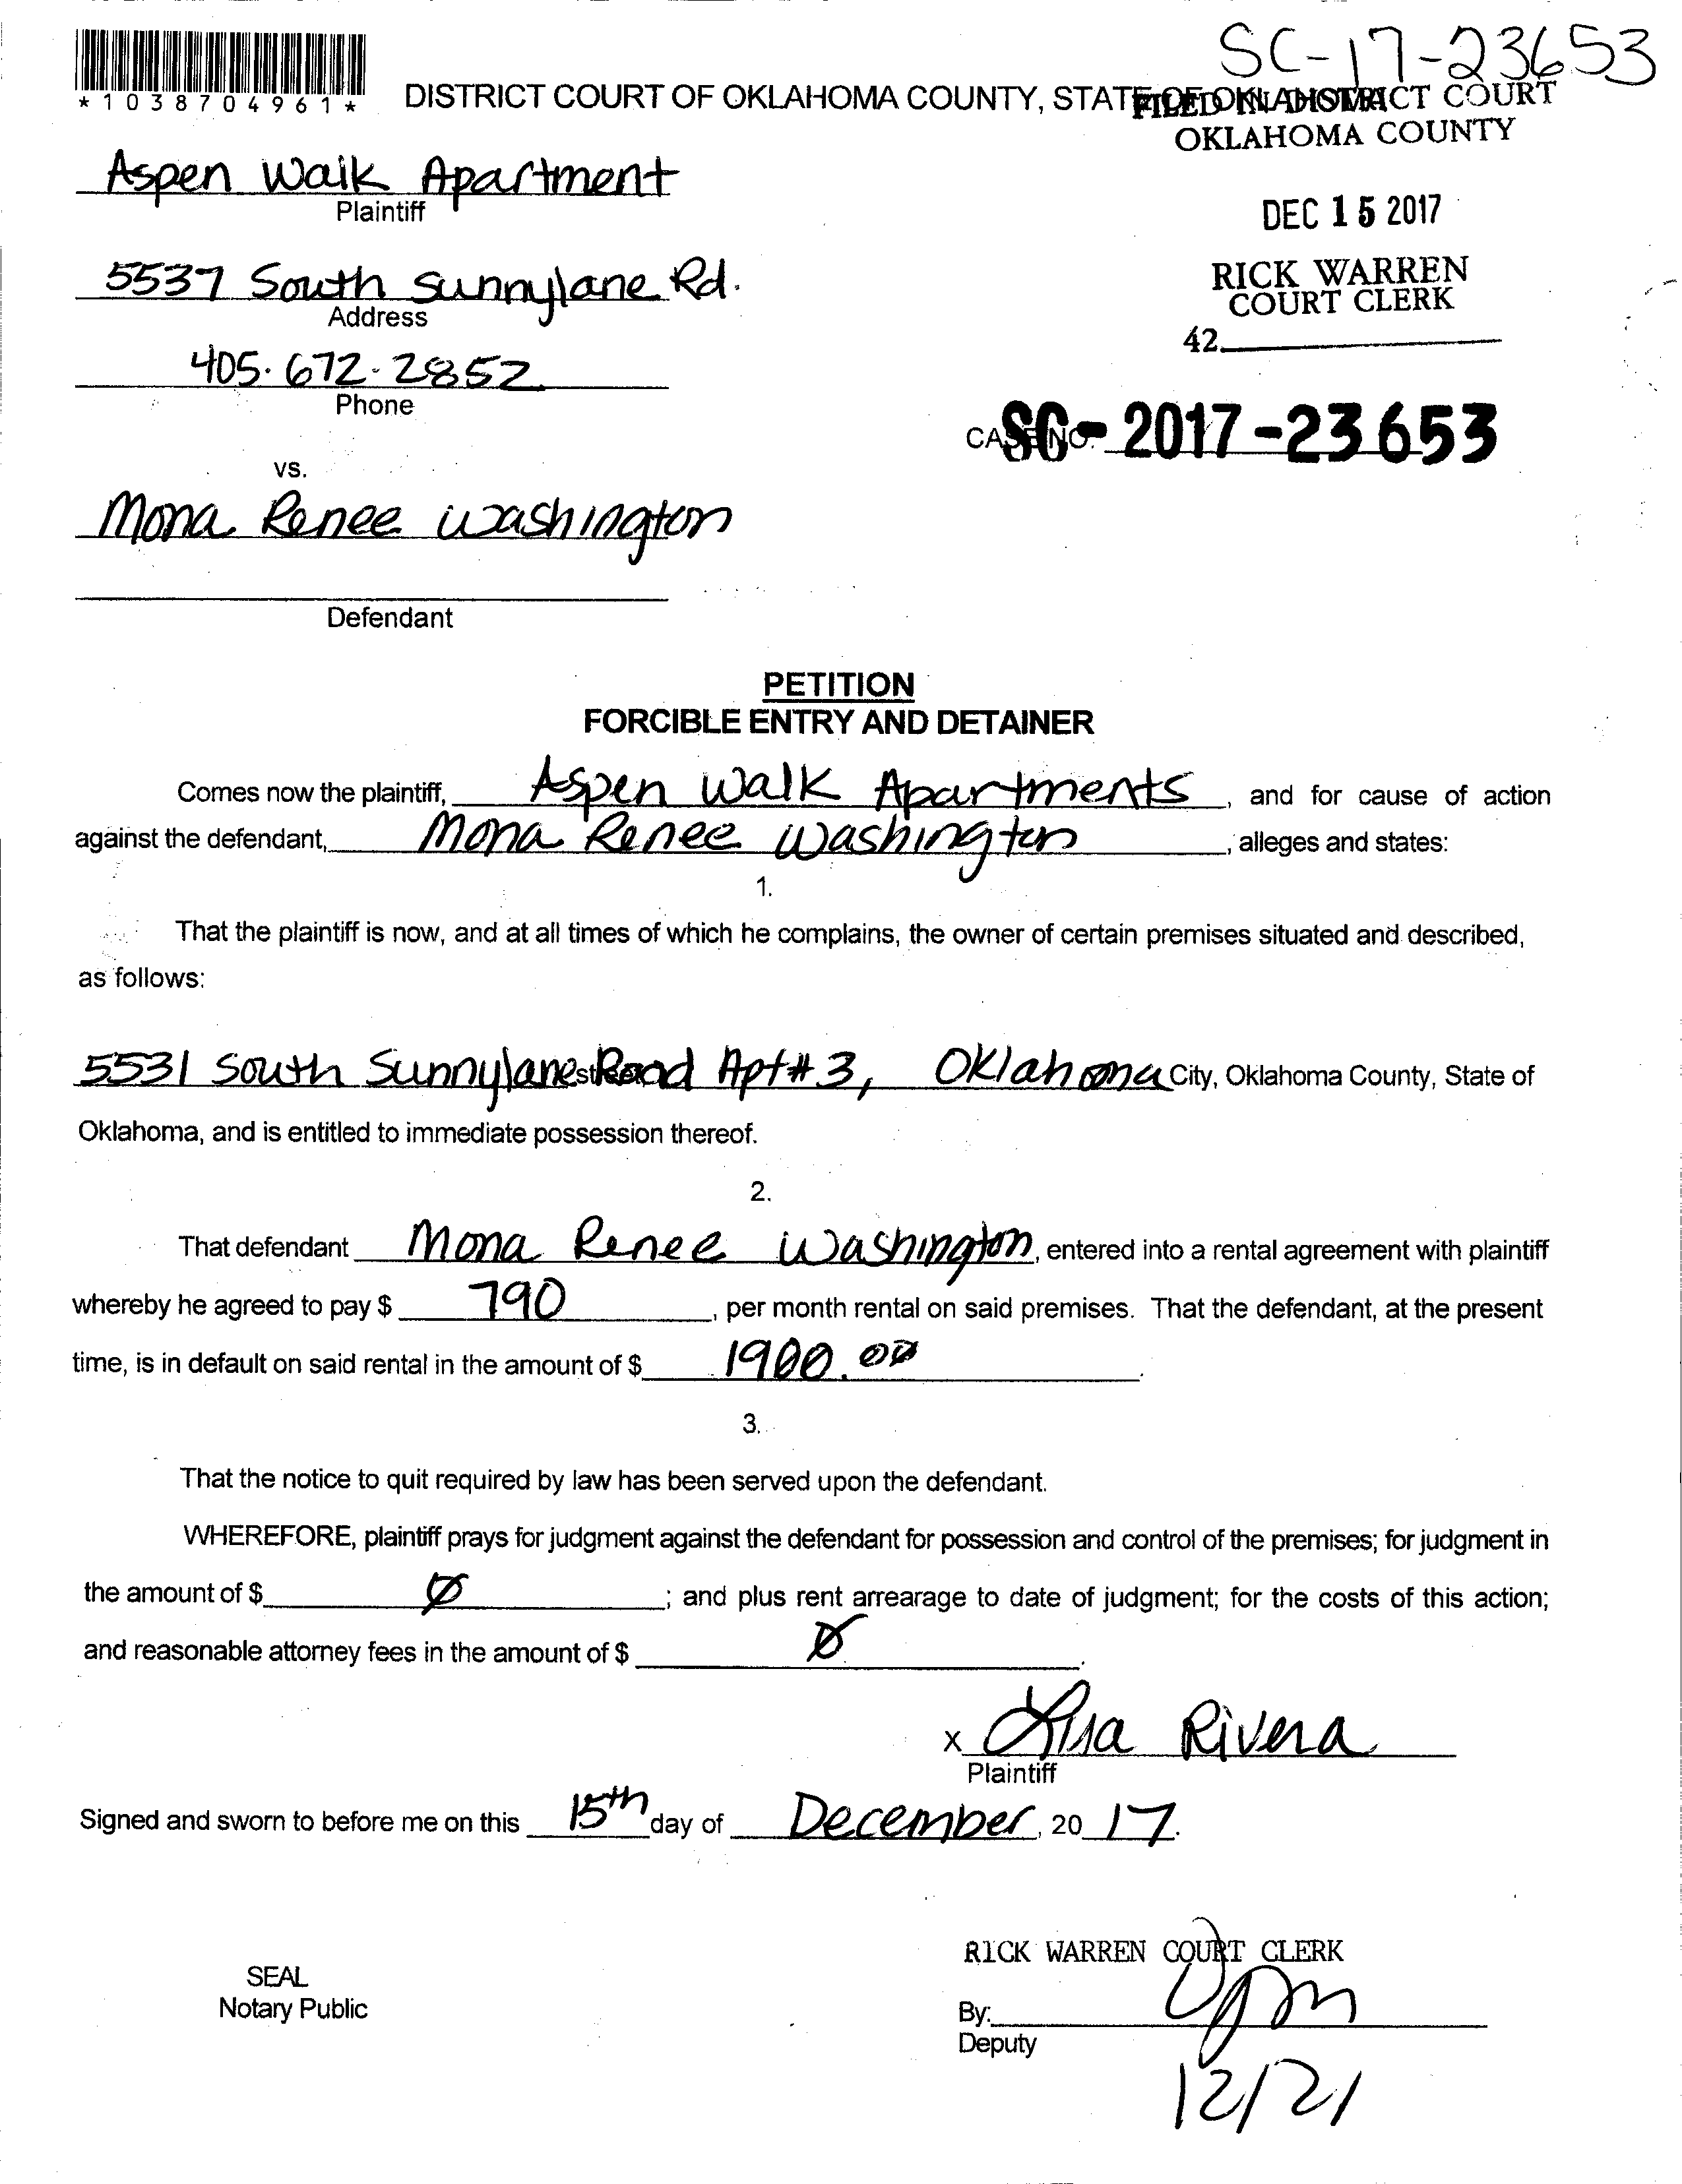 SC-17-23653
*1038704961*
DISTRICT COURT OF OKLAHOMA COUNTY, STATE OF OKLAHOMA
FILED IN DISTRICT COURT
OKLAHOMA COUNTY
Aspen Walk Apartment
Plaintiff
DEC 15 2017
5537 South Sunnylane Rd.
Address
RICK WARREN
COURT CLERK
42
405-672-2852
Phone
CASE NO. SC-2017-23653
vs.
Mona Renee Washington
Defendant
PETITION
FORCIBLE ENTRY AND DETAINER
Comes now the plaintiff, Aspen Walk Apartments, and for cause of action
against the defendant, Mona Renee Washington, alleges and states:
1.
That the plaintiff is now, and at all times of which he complains, the owner of certain premises situated and described,
as follows:
5531 South Sunnylane Road Apt# 3, Oklahoma City, Oklahoma County, State of
Oklahoma, and is entitled to immediate possession thereof.
2.
That defendant Mona Renee Washington, entered into a rental agreement with plaintiff
whereby he agreed to pay $ 790, per month rental on said premises. That the defendant, at the present
time, is in default on said rental in the amount of $ 1900.00.
3.
That the notice to quit required by law has been served upon the defendant.
WHEREFORE, plaintiff prays for judgment against the defendant for possession and control of the premises; for judgment in
the amount of $ Ø; and plus rent arrearage to date of judgment; for the costs of this action;
and reasonable attorney fees in the amount of $ Ø.
x Lisa Rivera
Plaintiff
Signed and sworn to before me on this 15th day of December, 2017.
RICK WARREN COURT CLERK
SEAL
Notary Public
By:
Deputy
12/21